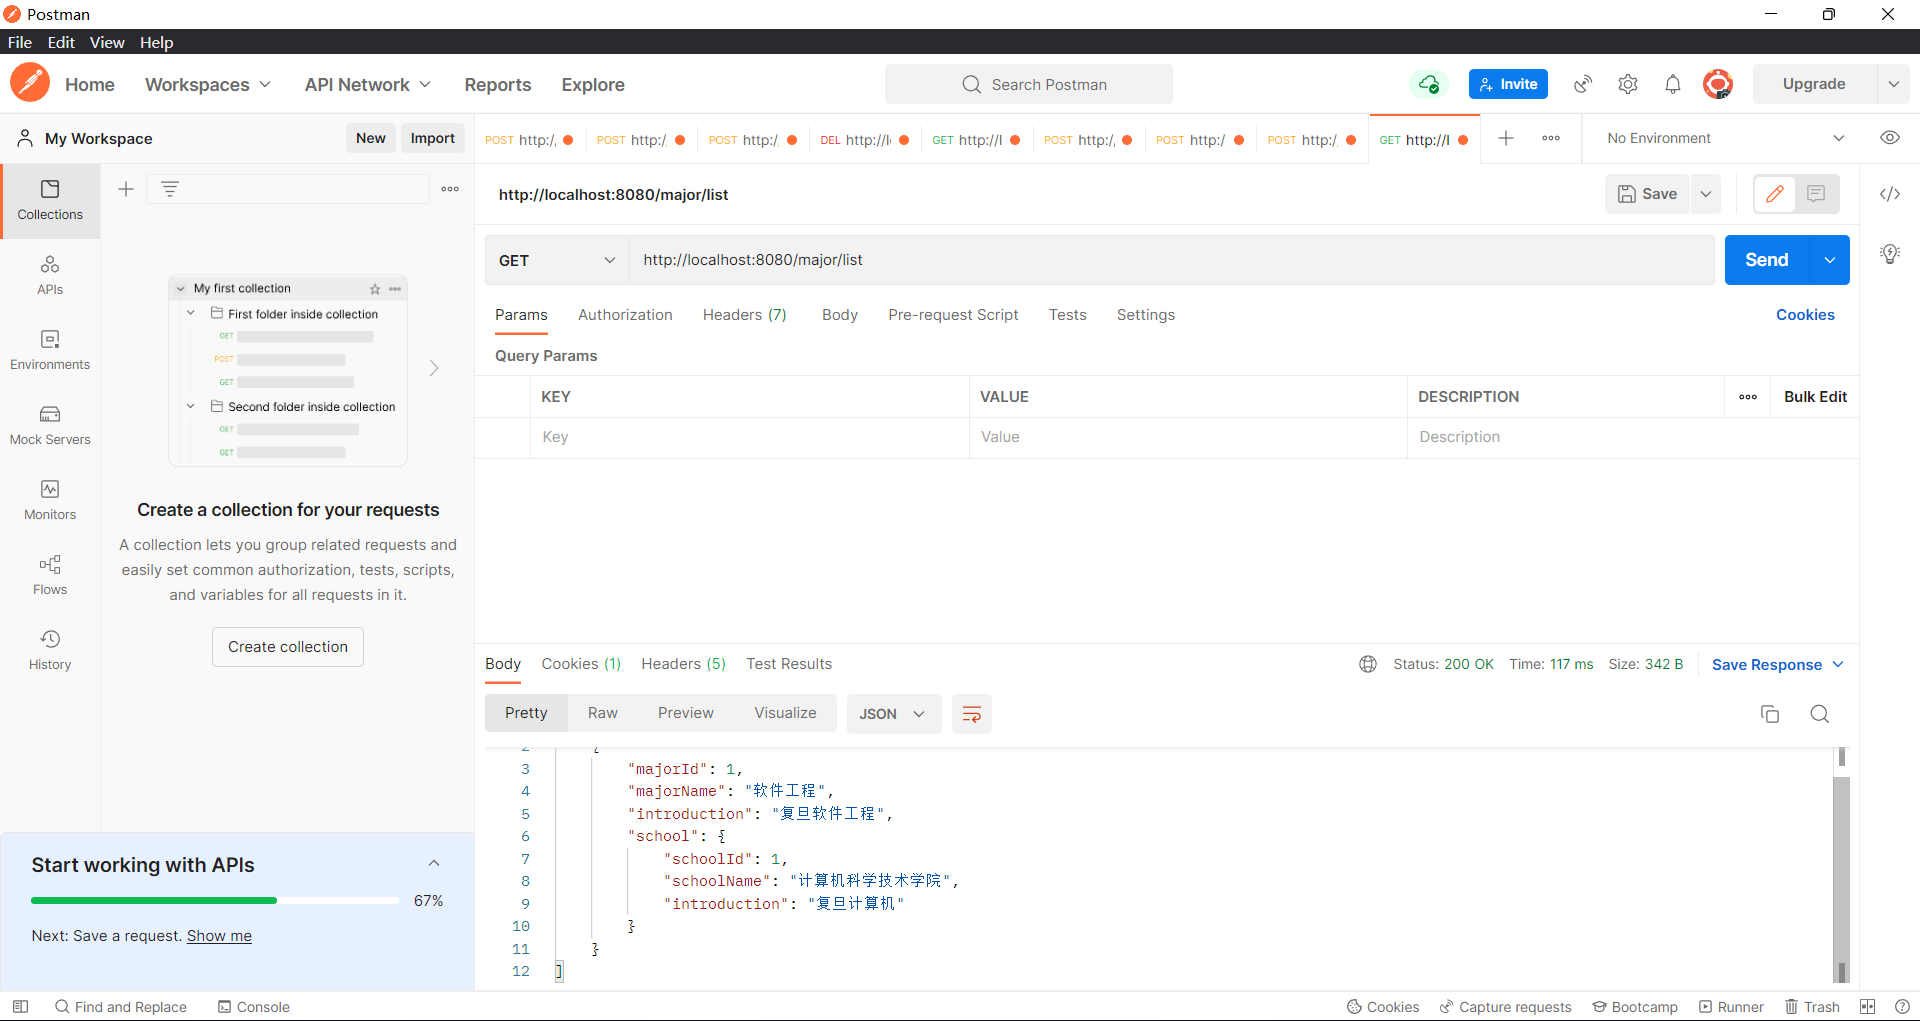 Postman
File Edit View Help
Home Workspaces API Network Reports Explore Search Postman Invite Upgrade
My Workspace New Import POST http:/, POST http:/, POST http:/, DEL http://l GET http://l POST http:/, POST http:/ POST http:/, GET http://l No Environment
http://localhost:8080/major/list Save
Collections
APIs
Environments
Mock Servers
Monitors
Flows
History
My first collection
First folder inside collection
GET
POST
GET
Second folder inside collection
GET
GET
Create a collection for your requests
A collection lets you group related requests and
easily set common authorization, tests, scripts,
and variables for all requests in it.
Create collection
Start working with APIs
67%
Next: Save a request. Show me
GET http://localhost:8080/major/list Send
Params Authorization Headers (7) Body Pre-request Script Tests Settings Cookies
Query Params
KEY VALUE DESCRIPTION Bulk Edit
Key Value Description
Body Cookies (1) Headers (5) Test Results Status: 200 OK Time: 117 ms Size: 342 B Save Response
Pretty Raw Preview Visualize JSON
2 {
3 "majorId": 1,
4 "majorName": "软件工程",
5 "introduction": "复旦软件工程",
6 "school": {
7 "schoolId": 1,
8 "schoolName": "计算机科学技术学院",
9 "introduction": "复旦计算机"
10 }
11 }
12 ]
Find and Replace Console Cookies Capture requests Bootcamp Runner Trash